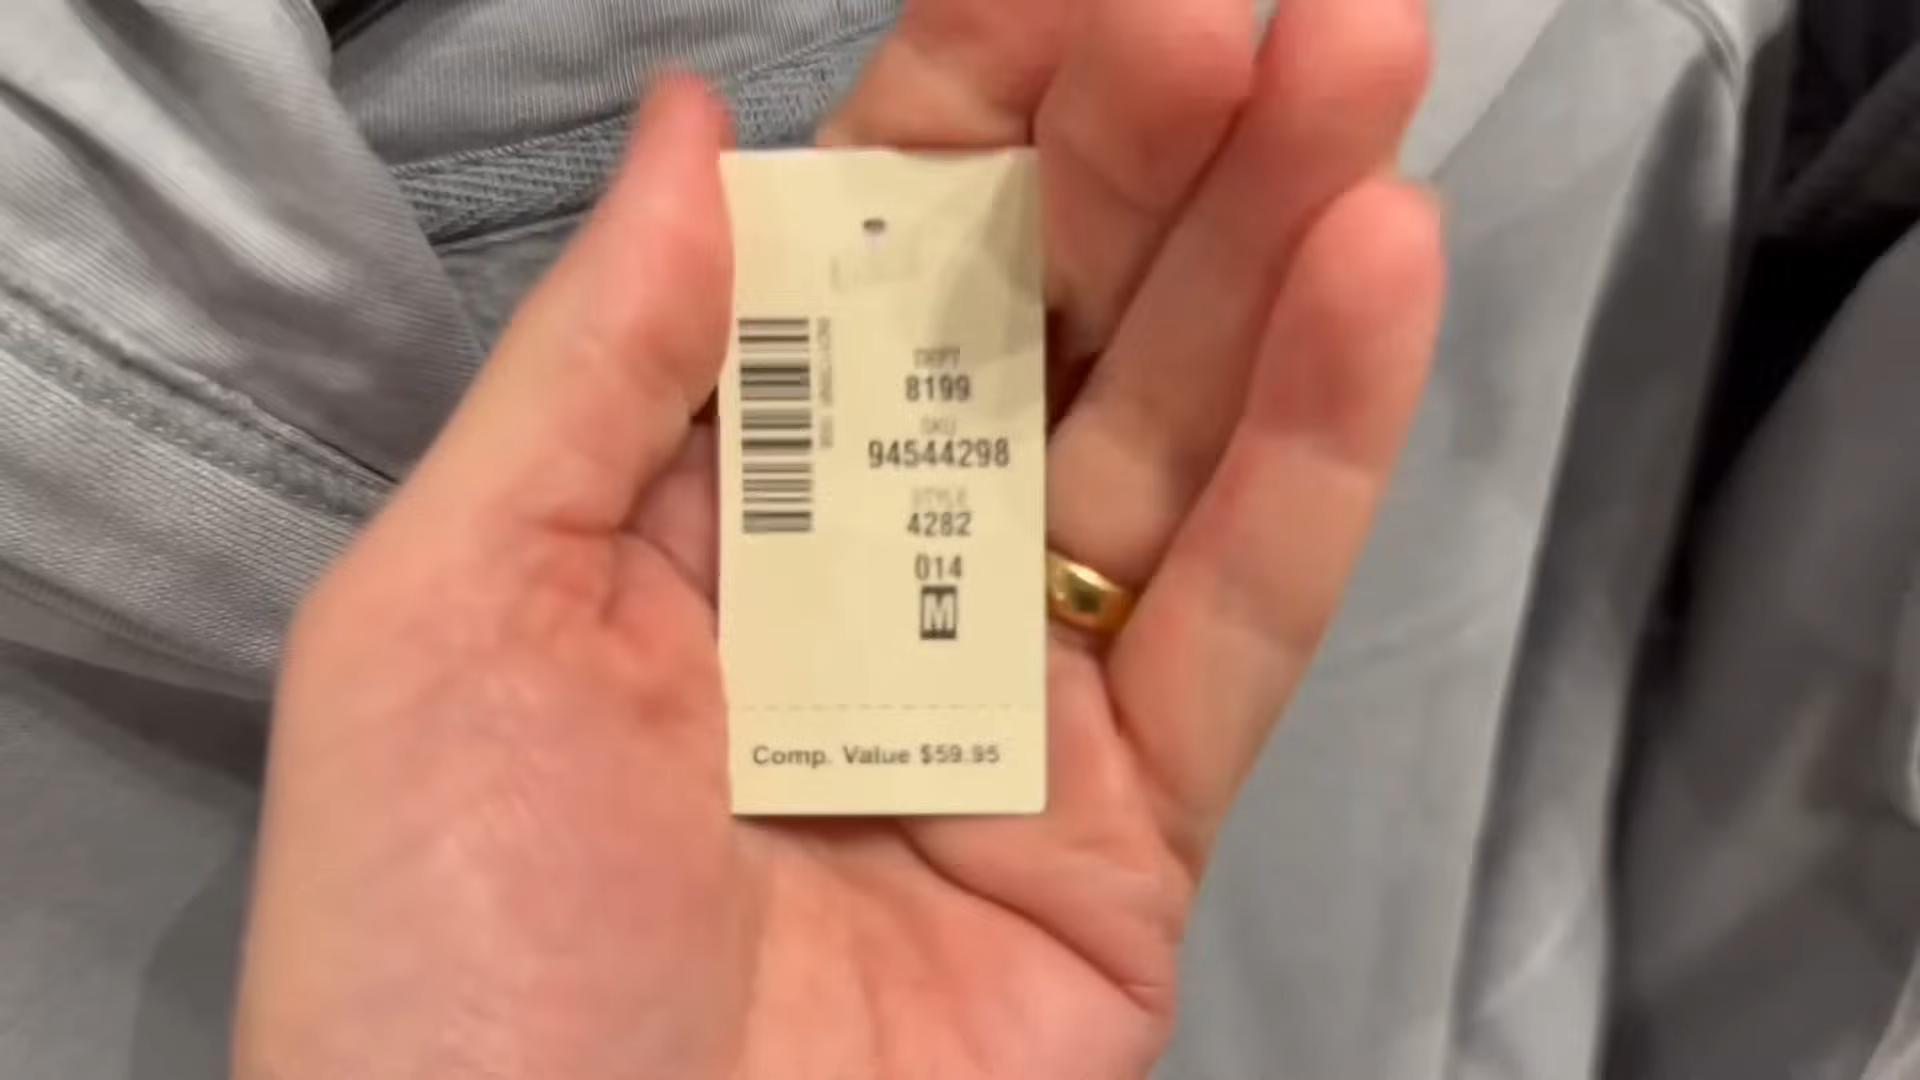 DEPT
8199
SKU
94544298
STYLE
4282
014
M
Comp. Value $59.95